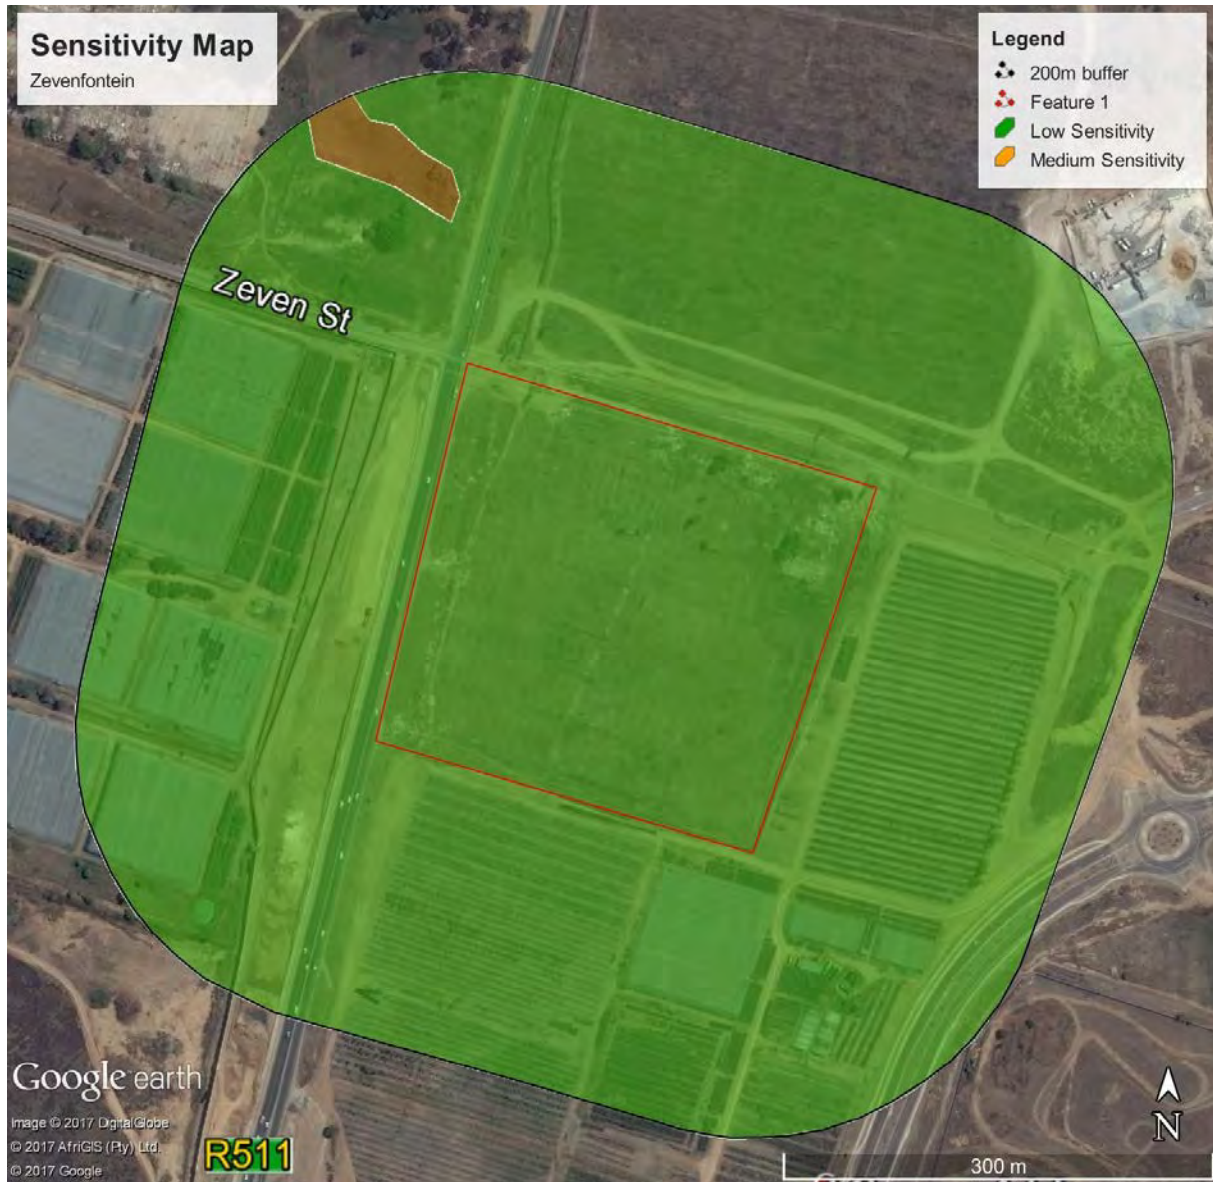 Sensitivity Map
Zevenfontein
Legend
200m buffer
Feature 1
Low Sensitivity
Medium Sensitivity
Zeven St
Google earth
Image © 2017 DigitalGlobe
© 2017 AfriGIS (Pty) Ltd.
© 2017 Google
R511
N
300 m